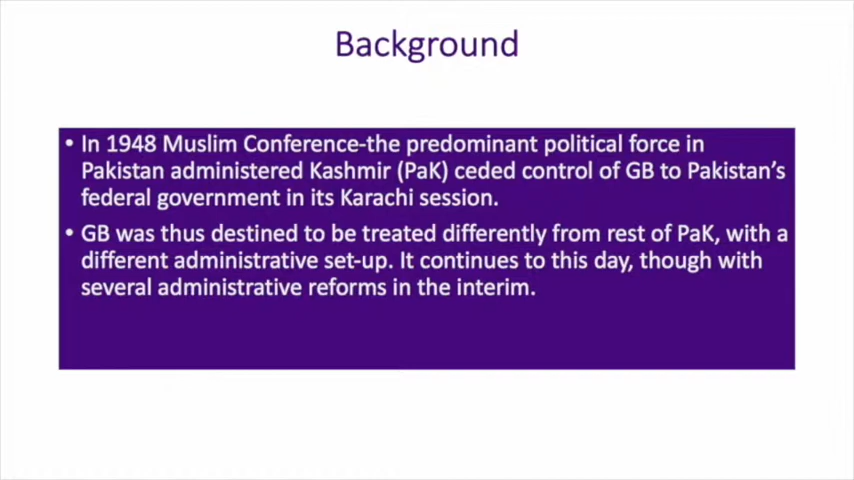 Background
• In 1948 Muslim Conference-the predominant political force in
Pakistan administered Kashmir (PaK) ceded control of GB to Pakistan's
federal government in its Karachi session.
• GB was thus destined to be treated differently from rest of PaK, with a
different administrative set-up. It continues to this day, though with
several administrative reforms in the interim.